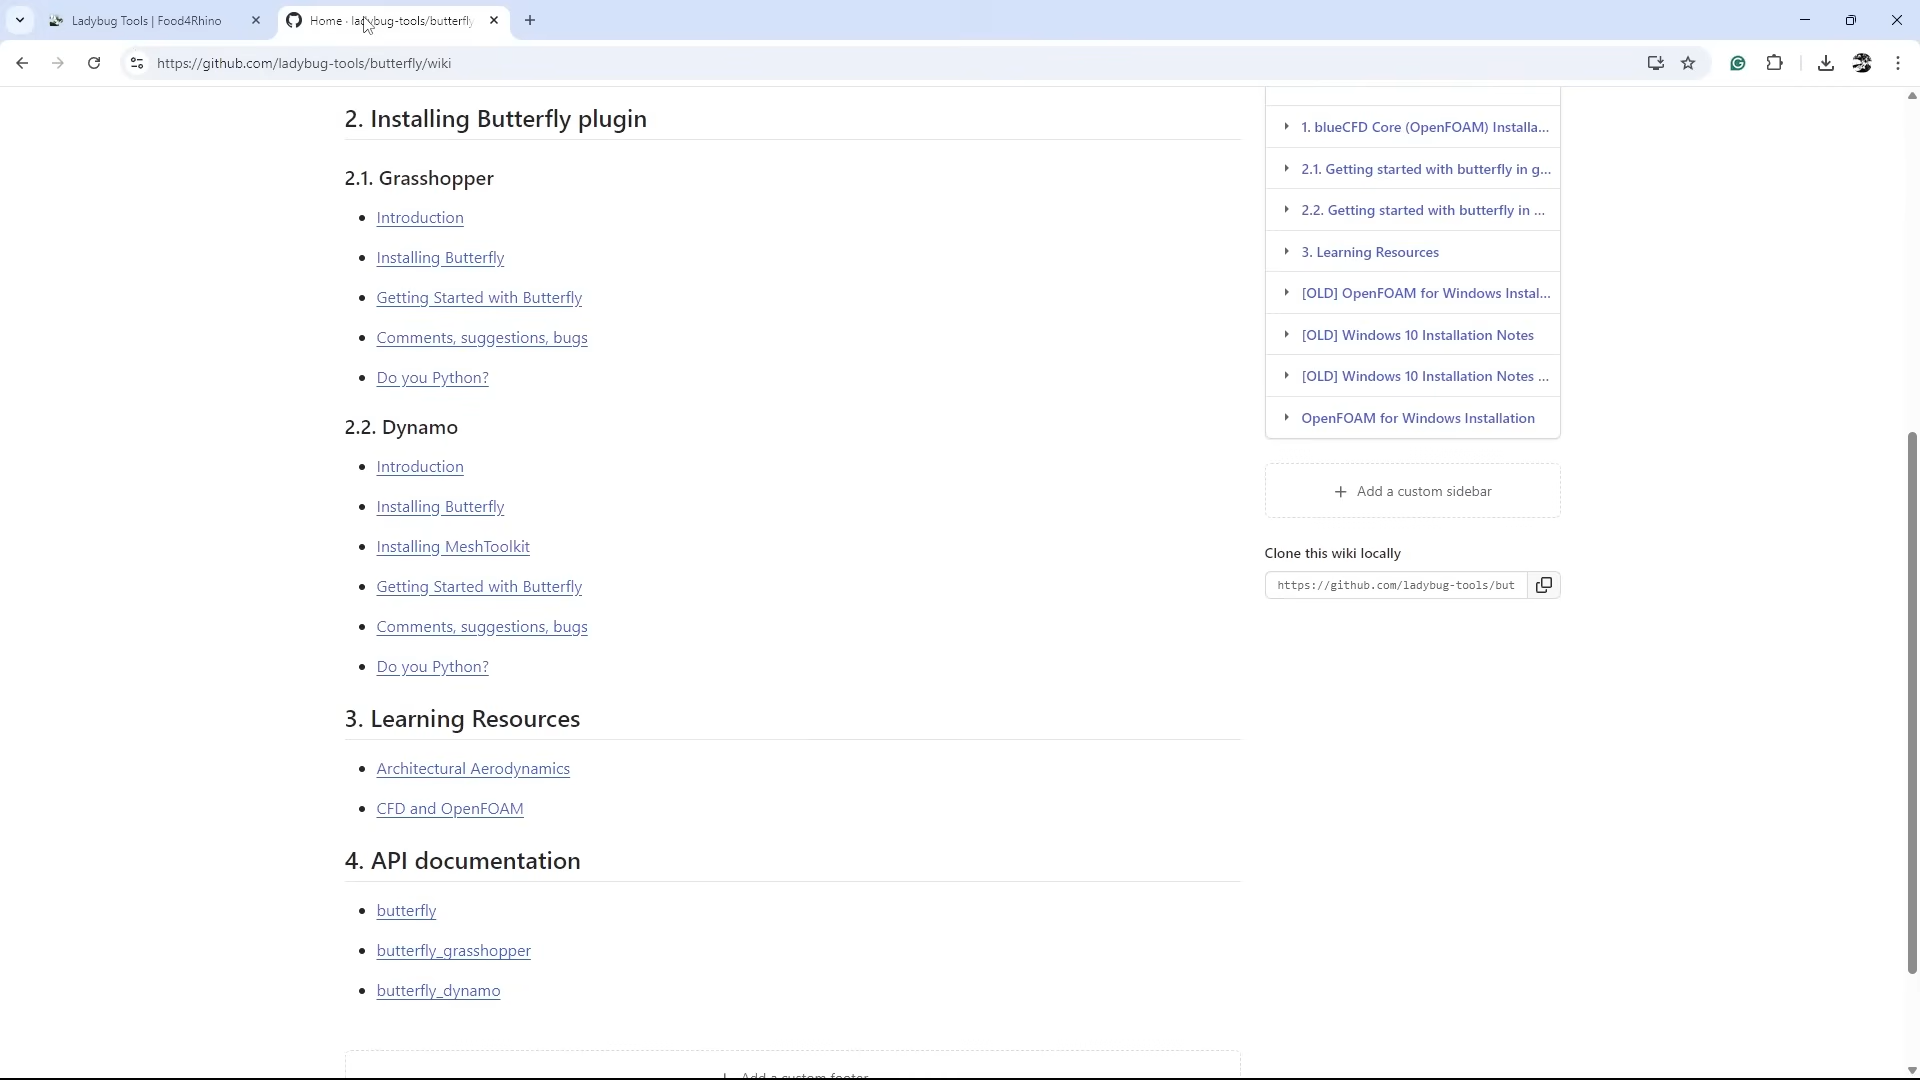 Ladybug Tools | Food4Rhino
Home · ladybug-tools/butterfly
https://github.com/ladybug-tools/butterfly/wiki
2. Installing Butterfly plugin
2.1. Grasshopper
Introduction
Installing Butterfly
Getting Started with Butterfly
Comments, suggestions, bugs
Do you Python?
2.2. Dynamo
Introduction
Installing Butterfly
Installing MeshToolkit
Getting Started with Butterfly
Comments, suggestions, bugs
Do you Python?
3. Learning Resources
Architectural Aerodynamics
CFD and OpenFOAM
4. API documentation
butterfly
butterfly_grasshopper
butterfly_dynamo
Add a custom footer
1. blueCFD Core (OpenFOAM) Installa...
2.1. Getting started with butterfly in g...
2.2. Getting started with butterfly in ...
3. Learning Resources
[OLD] OpenFOAM for Windows Instal...
[OLD] Windows 10 Installation Notes
[OLD] Windows 10 Installation Notes ...
OpenFOAM for Windows Installation
Add a custom sidebar
Clone this wiki locally
https://github.com/ladybug-tools/but